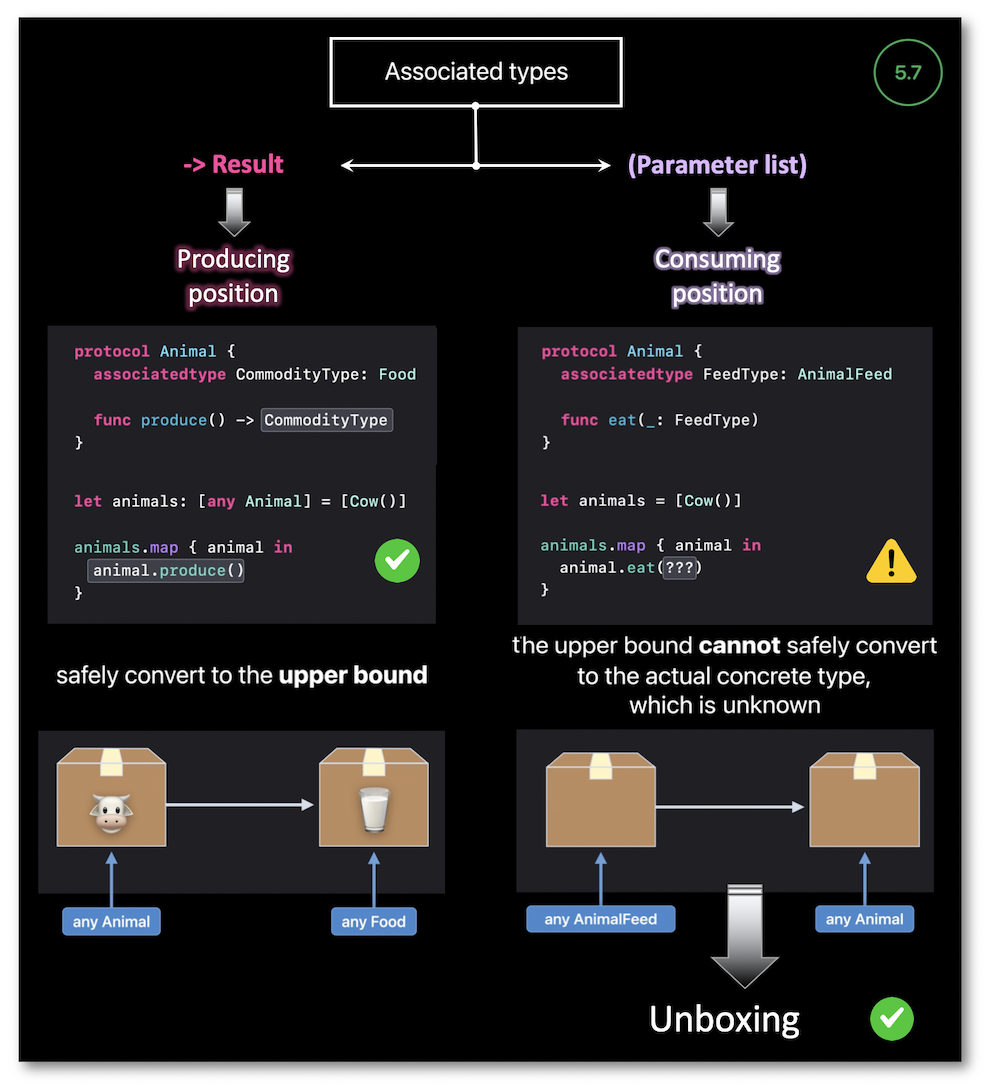 Associated types
5.7
-> Result
(Parameter list)
Producing
position
Consuming
position
protocol Animal {
associatedtype CommodityType: Food
func produce() -> CommodityType
}
let animals: [any Animal] = [Cow()]
animals.map { animal in
animal.produce()
}
protocol Animal {
associatedtype FeedType: AnimalFeed
func eat(_: FeedType)
}
let animals = [Cow()]
animals.map { animal in
animal.eat(???)
}
safely convert to the upper bound
the upper bound cannot safely convert
to the actual concrete type,
which is unknown
any Animal
any Food
any AnimalFeed
any Animal
Unboxing